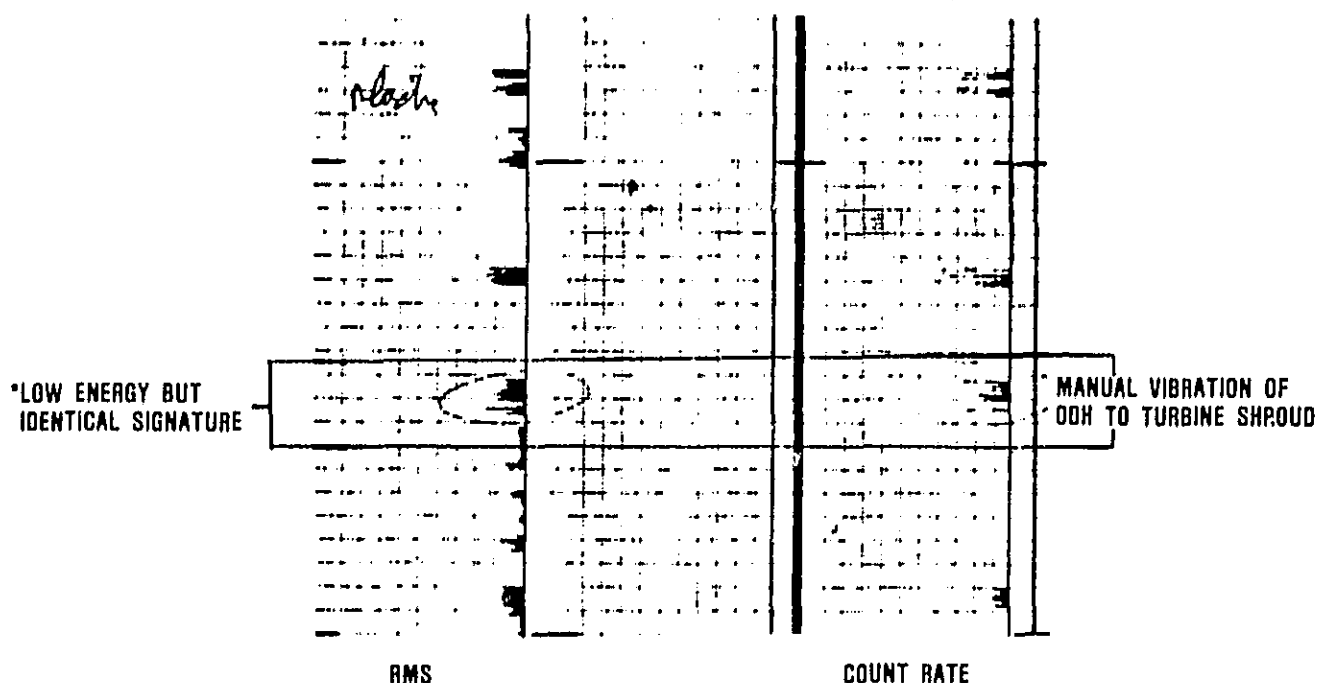 *LOW ENERGY BUT
IDENTICAL SIGNATURE
MANUAL VIBRATION OF
ODH TO TURBINE SHROUD
RMS
COUNT RATE